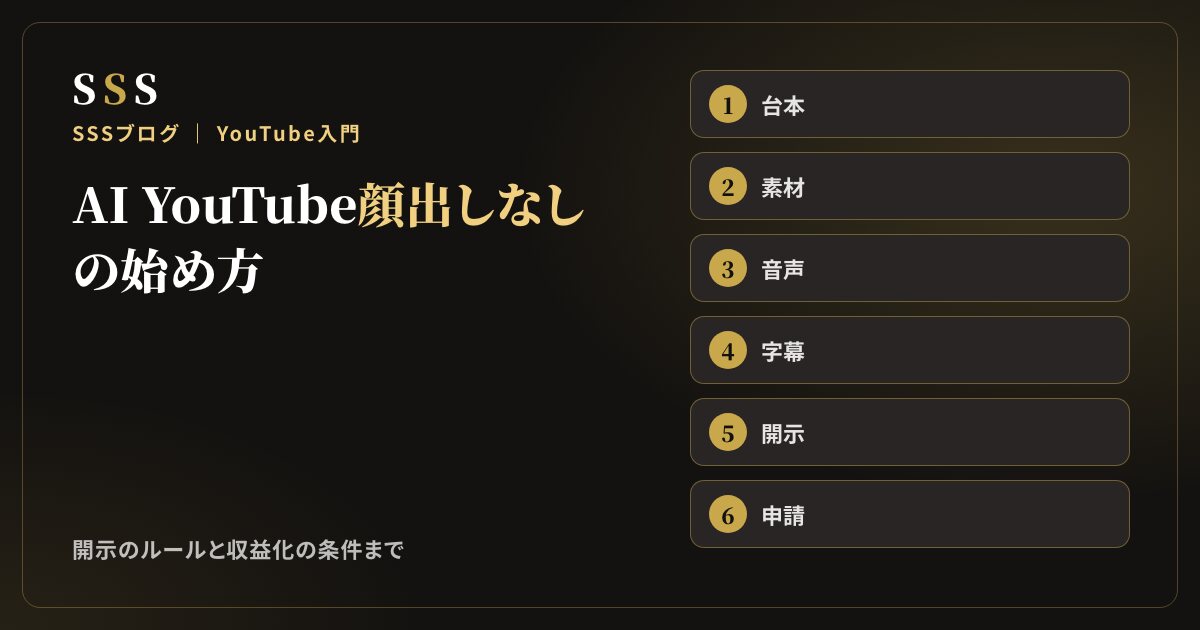 SSS
SSSブログ ｜ YouTube入門
AI YouTube顔出しなし
の始め方
開示のルールと収益化の条件まで
1 台本
2 素材
3 音声
4 字幕
5 開示
6 申請